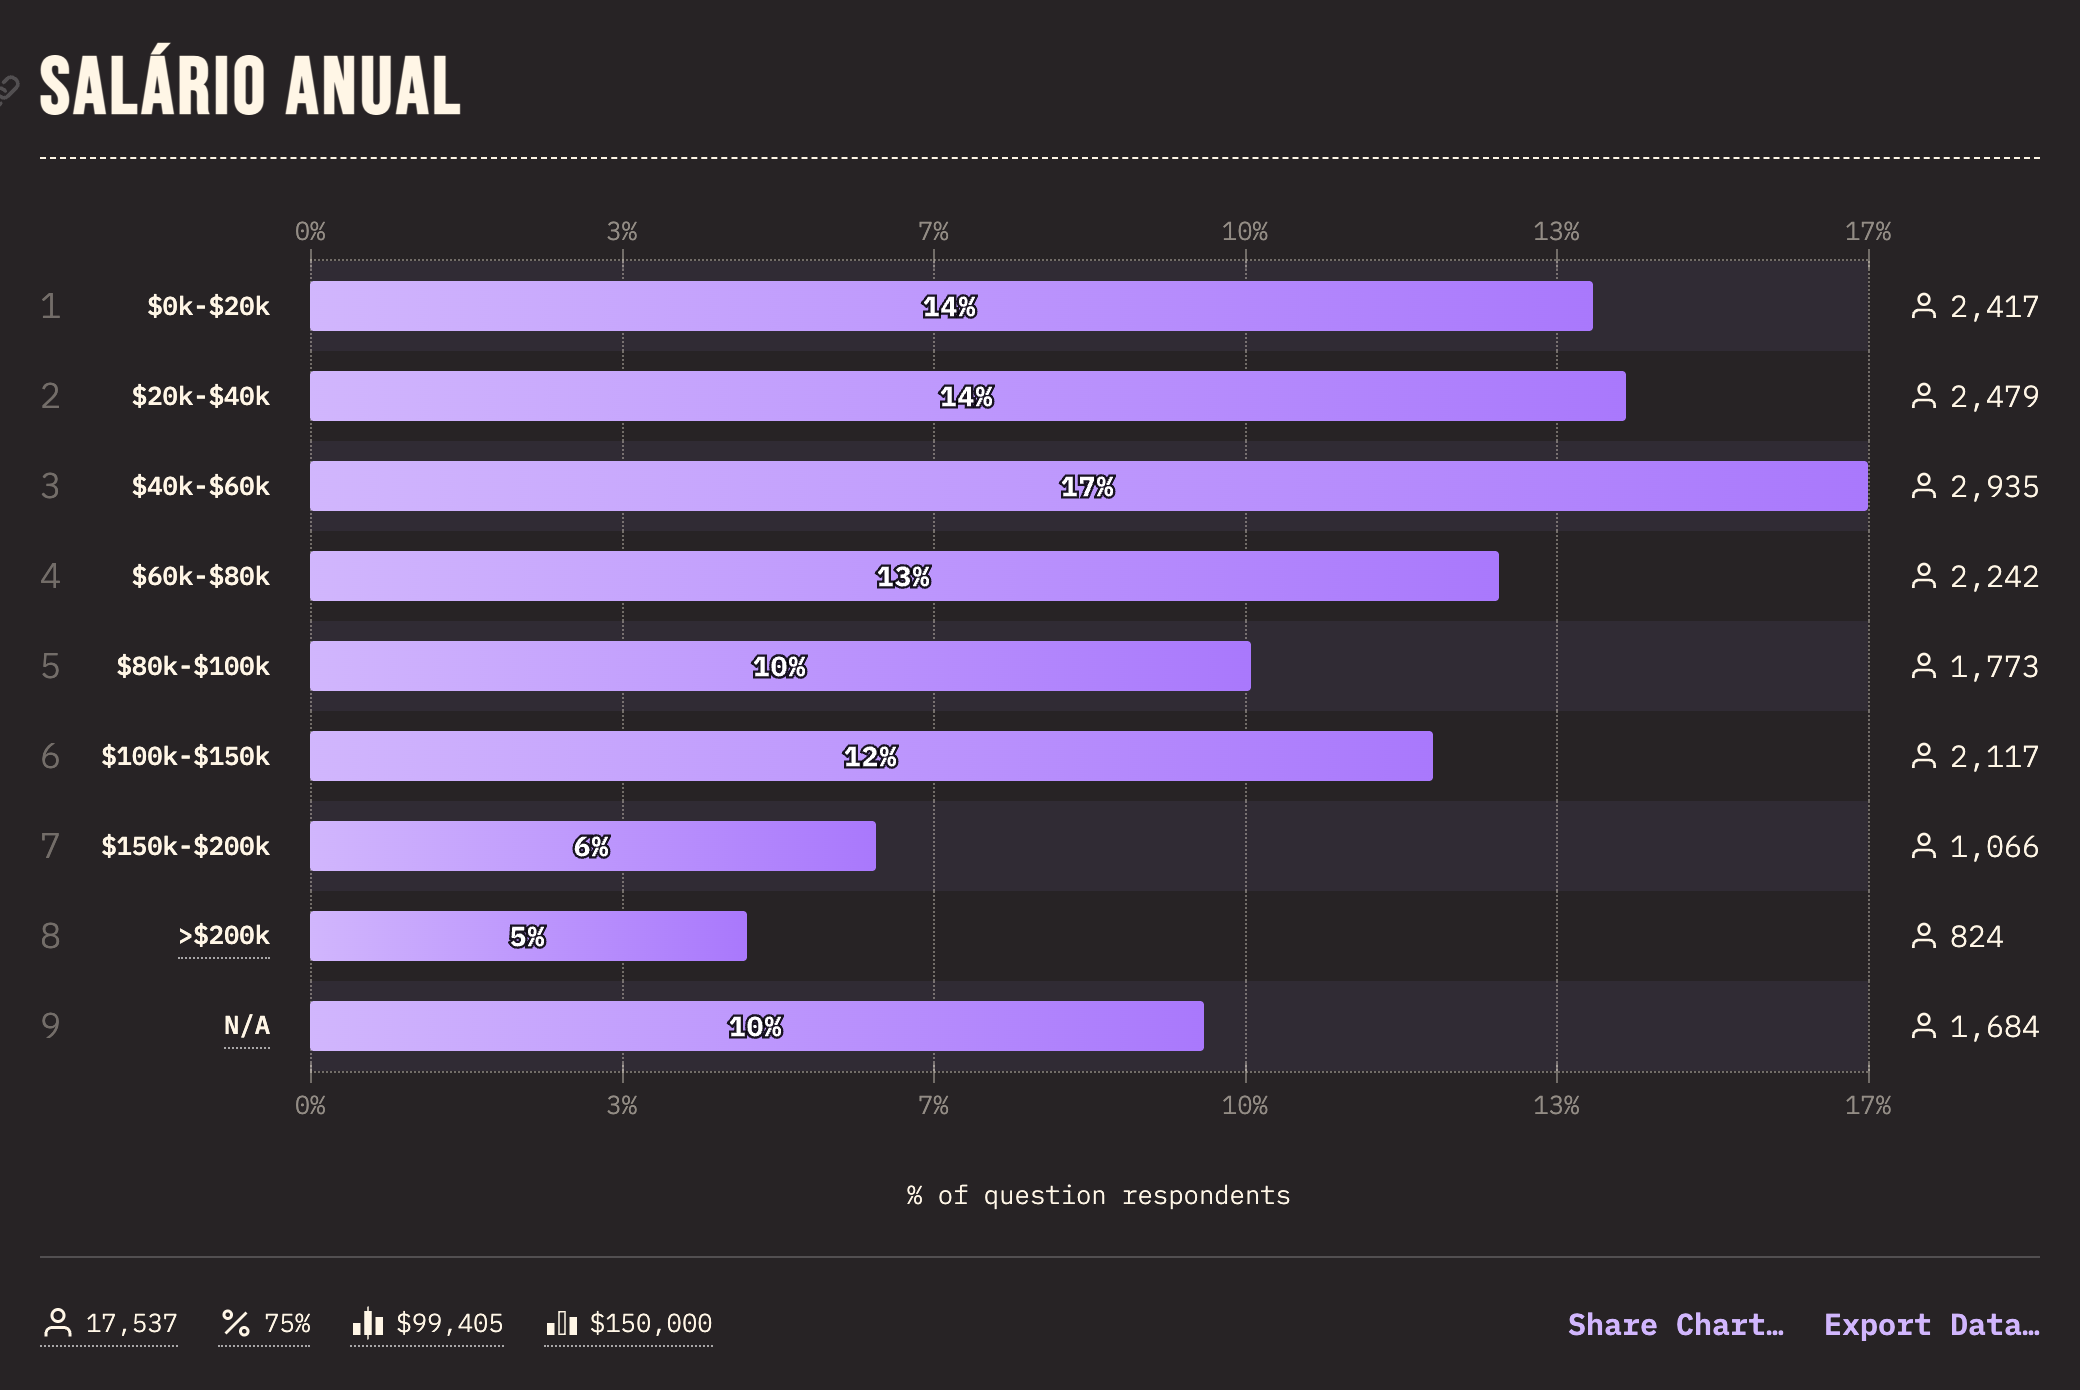 SALÁRIO ANUAL
0% 3% 7% 10% 13% 17%
1 $0k-$20k 14% 2,417
2 $20k-$40k 14% 2,479
3 $40k-$60k 17% 2,935
4 $60k-$80k 13% 2,242
5 $80k-$100k 10% 1,773
6 $100k-$150k 12% 2,117
7 $150k-$200k 6% 1,066
8 >$200k 5% 824
9 N/A 10% 1,684
0% 3% 7% 10% 13% 17%
% of question respondents
17,537 75% $99,405 $150,000 Share Chart… Export Data…